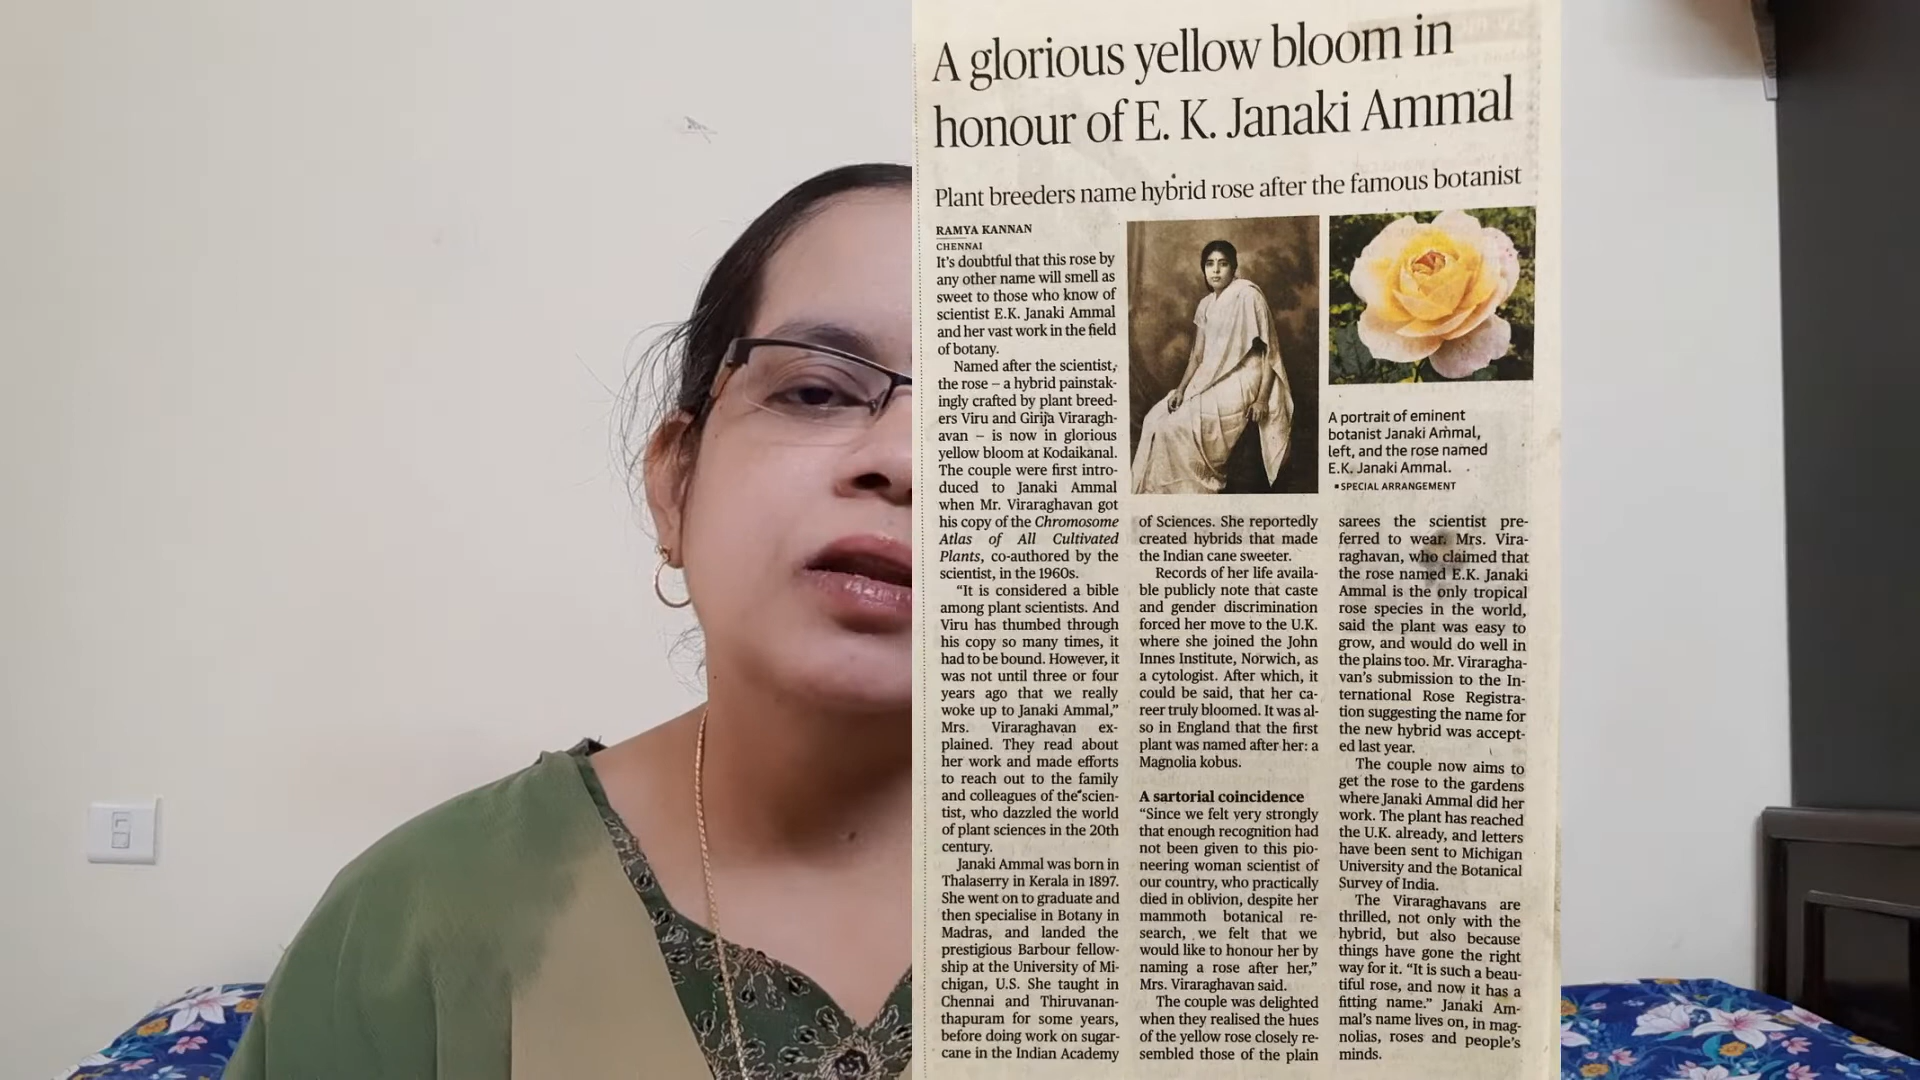 A glorious yellow bloom in
honour of E. K. Janaki Ammal
Plant breeders name hybrid rose after the famous botanist
RAMYA KANNAN
CHENNAI
It's doubtful that this rose by
any other name will smell as
sweet to those who know of
scientist E.K. Janaki Ammal
and her vast work in the field
of botany.
Named after the scientist,
the rose – a hybrid painstak-
ingly crafted by plant breed-
ers Viru and Girija Viraragh-
avan – is now in glorious
yellow bloom at Kodaikanal.
The couple were first intro-
duced to Janaki Ammal
when Mr. Viraraghavan got
his copy of the Chromosome
Atlas of All Cultivated
Plants, co-authored by the
scientist, in the 1960s.
"It is considered a bible
among plant scientists. And
Viru has thumbed through
his copy so many times, it
had to be bound. However, it
was not until three or four
years ago that we really
woke up to Janaki Ammal,"
Mrs. Viraraghavan ex-
plained. They read about
her work and made efforts
to reach out to the family
and colleagues of the scien-
tist, who dazzled the world
of plant sciences in the 20th
century.
Janaki Ammal was born in
Thalaserry in Kerala in 1897.
She went on to graduate and
then specialise in Botany in
Madras, and landed the
prestigious Barbour fellow-
ship at the University of Mi-
chigan, U.S. She taught in
Chennai and Thiruvanan-
thapuram for some years,
before doing work on sugar-
cane in the Indian Academy
A portrait of eminent
botanist Janaki Ammal,
left, and the rose named
E.K. Janaki Ammal.
▪ SPECIAL ARRANGEMENT
of Sciences. She reportedly
created hybrids that made
the Indian cane sweeter.
Records of her life availa-
ble publicly note that caste
and gender discrimination
forced her move to the U.K.
where she joined the John
Innes Institute, Norwich, as
a cytologist. After which, it
could be said, that her ca-
reer truly bloomed. It was al-
so in England that the first
plant was named after her: a
Magnolia kobus.
A sartorial coincidence
"Since we felt very strongly
that enough recognition had
not been given to this pio-
neering woman scientist of
our country, who practically
died in oblivion, despite her
mammoth botanical re-
search, we felt that we
would like to honour her by
naming a rose after her,"
Mrs. Viraraghavan said.
The couple was delighted
when they realised the hues
of the yellow rose closely re-
sembled those of the plain
sarees the scientist pre-
ferred to wear. Mrs. Vira-
raghavan, who claimed that
the rose named E.K. Janaki
Ammal is the only tropical
rose species in the world,
said the plant was easy to
grow, and would do well in
the plains too. Mr. Viraragha-
van's submission to the In-
ternational Rose Registra-
tion suggesting the name for
the new hybrid was accept-
ed last year.
The couple now aims to
get the rose to the gardens
where Janaki Ammal did her
work. The plant has reached
the U.K. already, and letters
have been sent to Michigan
University and the Botanical
Survey of India.
The Viraraghavans are
thrilled, not only with the
hybrid, but also because
things have gone the right
way for it. "It is such a beau-
tiful rose, and now it has a
fitting name." Janaki Am-
mal's name lives on, in mag-
nolias, roses and people's
minds.